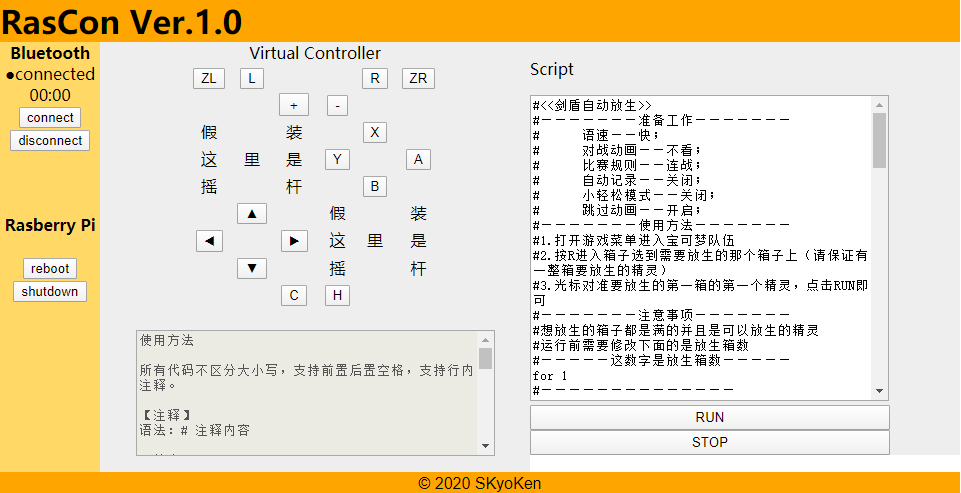 RasCon Ver.1.0
Bluetooth
●connected
00:00
connect
disconnect
Rasberry Pi
reboot
shutdown
Virtual Controller
ZL L R ZR
+ -
假 装 X
这 里 是 Y A
摇 杆 B
▲ 假 装
◀ ▶ 这 里 是
▼ 摇 杆
C H
使用方法
所有代码不区分大小写，支持前置后置空格，支持行内
注释。
【注释】
语法：# 注释内容
Script
#<<剑盾自动放生>>
#－－－－－－－准备工作－－－－－－－
# 语速－－快；
# 对战动画－－不看；
# 比赛规则－－连战；
# 自动记录－－关闭；
# 小轻松模式－－关闭；
# 跳过动画－－开启；
#－－－－－－－使用方法－－－－－－－
#1.打开游戏菜单进入宝可梦队伍
#2.按R进入箱子选到需要放生的那个箱子上（请保证有
一整箱要放生的精灵）
#3.光标对准要放生的第一箱的第一个精灵，点击RUN即
可
#－－－－－－－注意事项－－－－－－－
#想放生的箱子都是满的并且是可以放生的精灵
#运行前需要修改下面的是放生箱数
#－－－－－这数字是放生箱数－－－－－
for 1
#－－－－－－－－－－－－－－
RUN
STOP
© 2020 SKyoKen